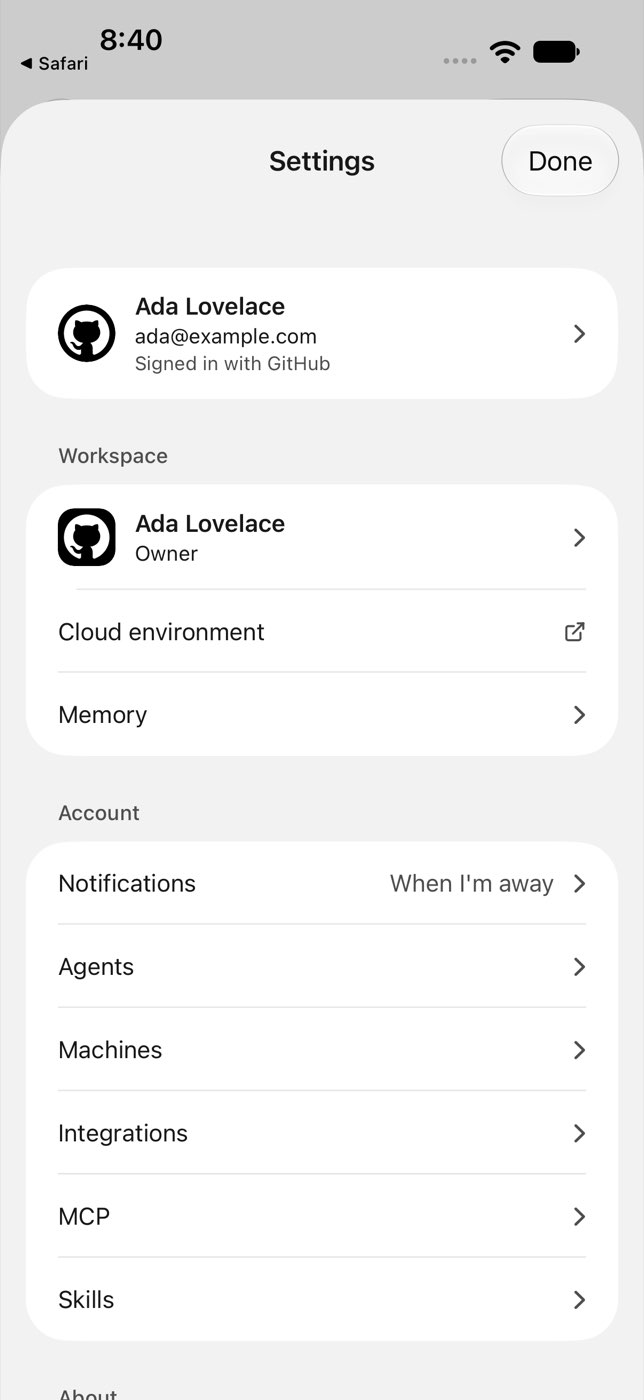 8:40
Safari
Settings
Done
Ada Lovelace
ada@example.com
Signed in with GitHub
Workspace
Ada Lovelace
Owner
Cloud environment
Memory
Account
Notifications When I'm away
Agents
Machines
Integrations
MCP
Skills
About